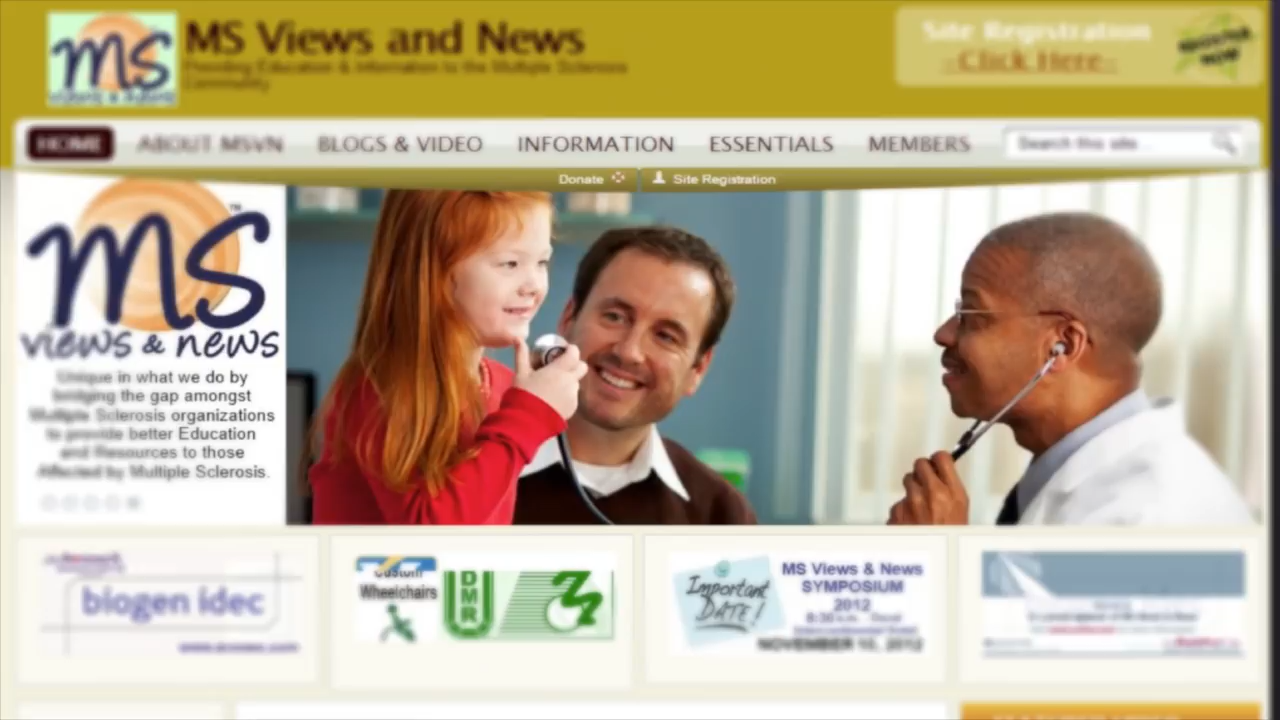 MS
views & news
MS Views and News
Providing Education & Information to the Multiple Sclerosis
Community
Site Registration
- Click Here -
HOME
ABOUT MSVN
BLOGS & VIDEO
INFORMATION
ESSENTIALS
MEMBERS
Search this site...
Donate
Site Registration
MS™
views & news
Unique in what we do by
bridging the gap amongst
Multiple Sclerosis organizations
to provide better Education
and Resources to those
Affected by Multiple Sclerosis.
biogen idec
Custom
Wheelchairs
DMR
Important
DATE!
MS Views & News
SYMPOSIUM
2012
NOVEMBER 10, 2012